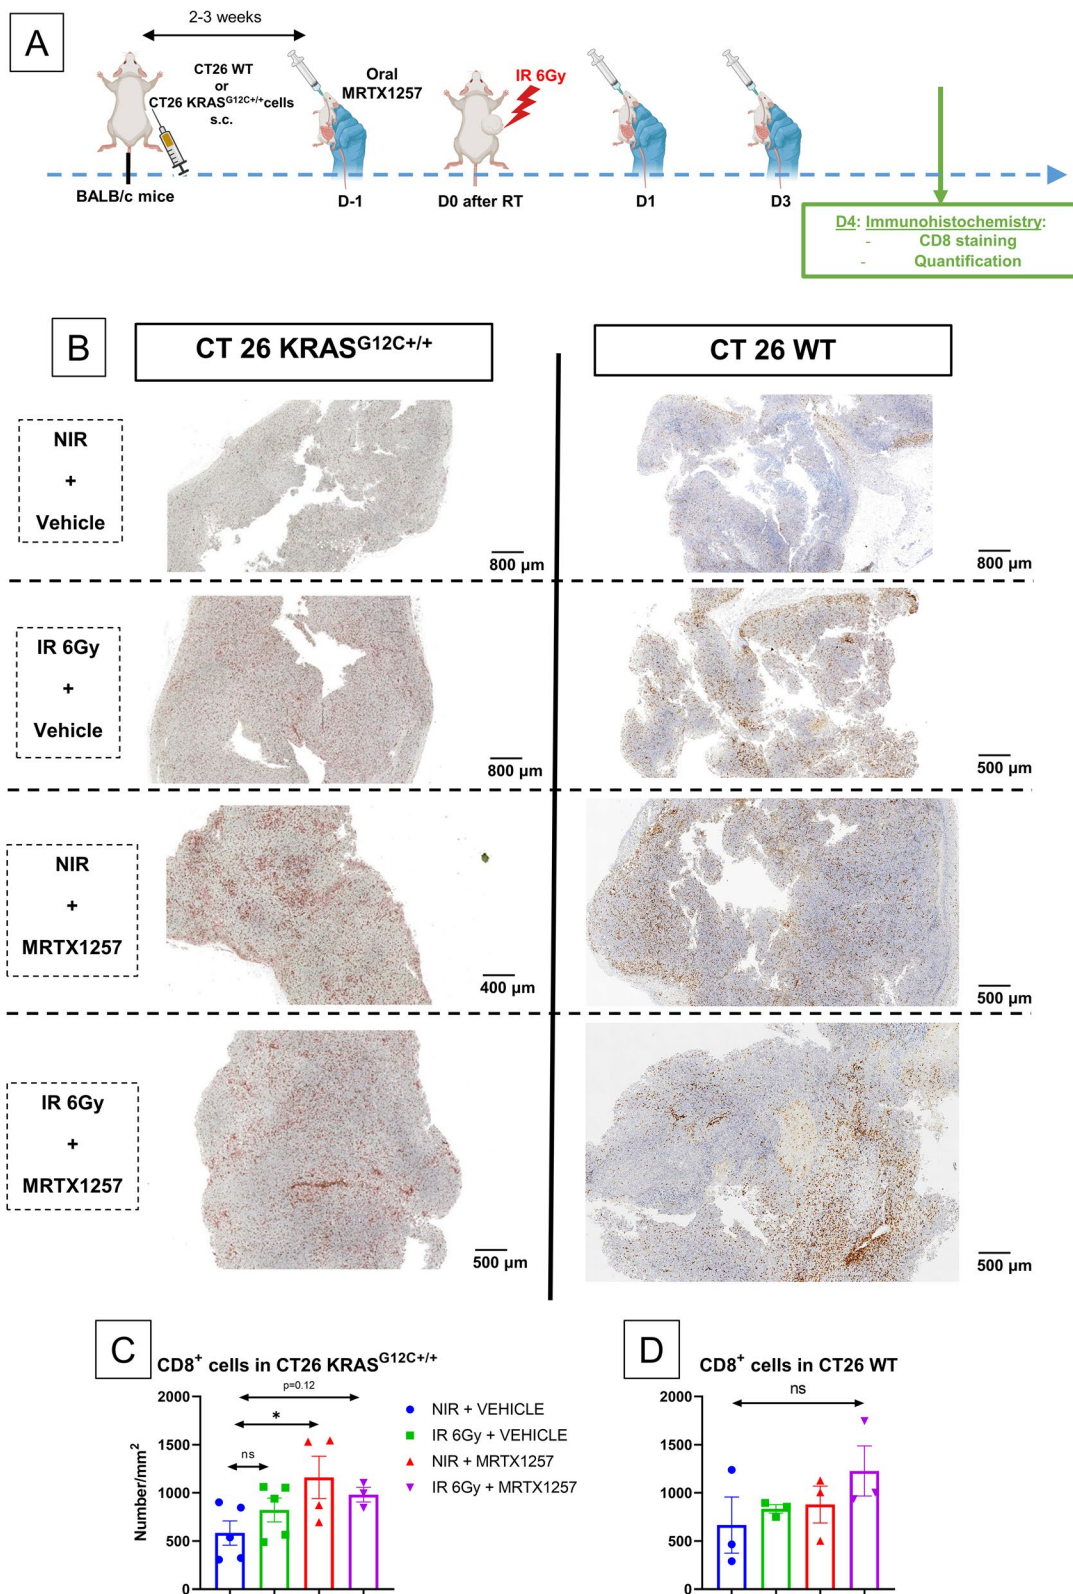 A
2-3 weeks
CT26 WT
or
CT26 KRASG12C+/+cells
s.c.
Oral
MRTX1257
IR 6Gy
BALB/c mice
D-1
D0 after RT
D1
D3
D4: Immunohistochemistry:
- CD8 staining
- Quantification
B
CT 26 KRASG12C+/+
CT 26 WT
NIR
+
Vehicle
800 µm
800 µm
IR 6Gy
+
Vehicle
800 µm
500 µm
NIR
+
MRTX1257
400 µm
500 µm
IR 6Gy
+
MRTX1257
500 µm
500 µm
C
CD8+ cells in CT26 KRASG12C+/+
p=0.12
*
ns
Number/mm2
2000
1500
1000
500
0
NIR + VEHICLE
IR 6Gy + VEHICLE
NIR + MRTX1257
IR 6Gy + MRTX1257
D
CD8+ cells in CT26 WT
ns
2000
1500
1000
500
0